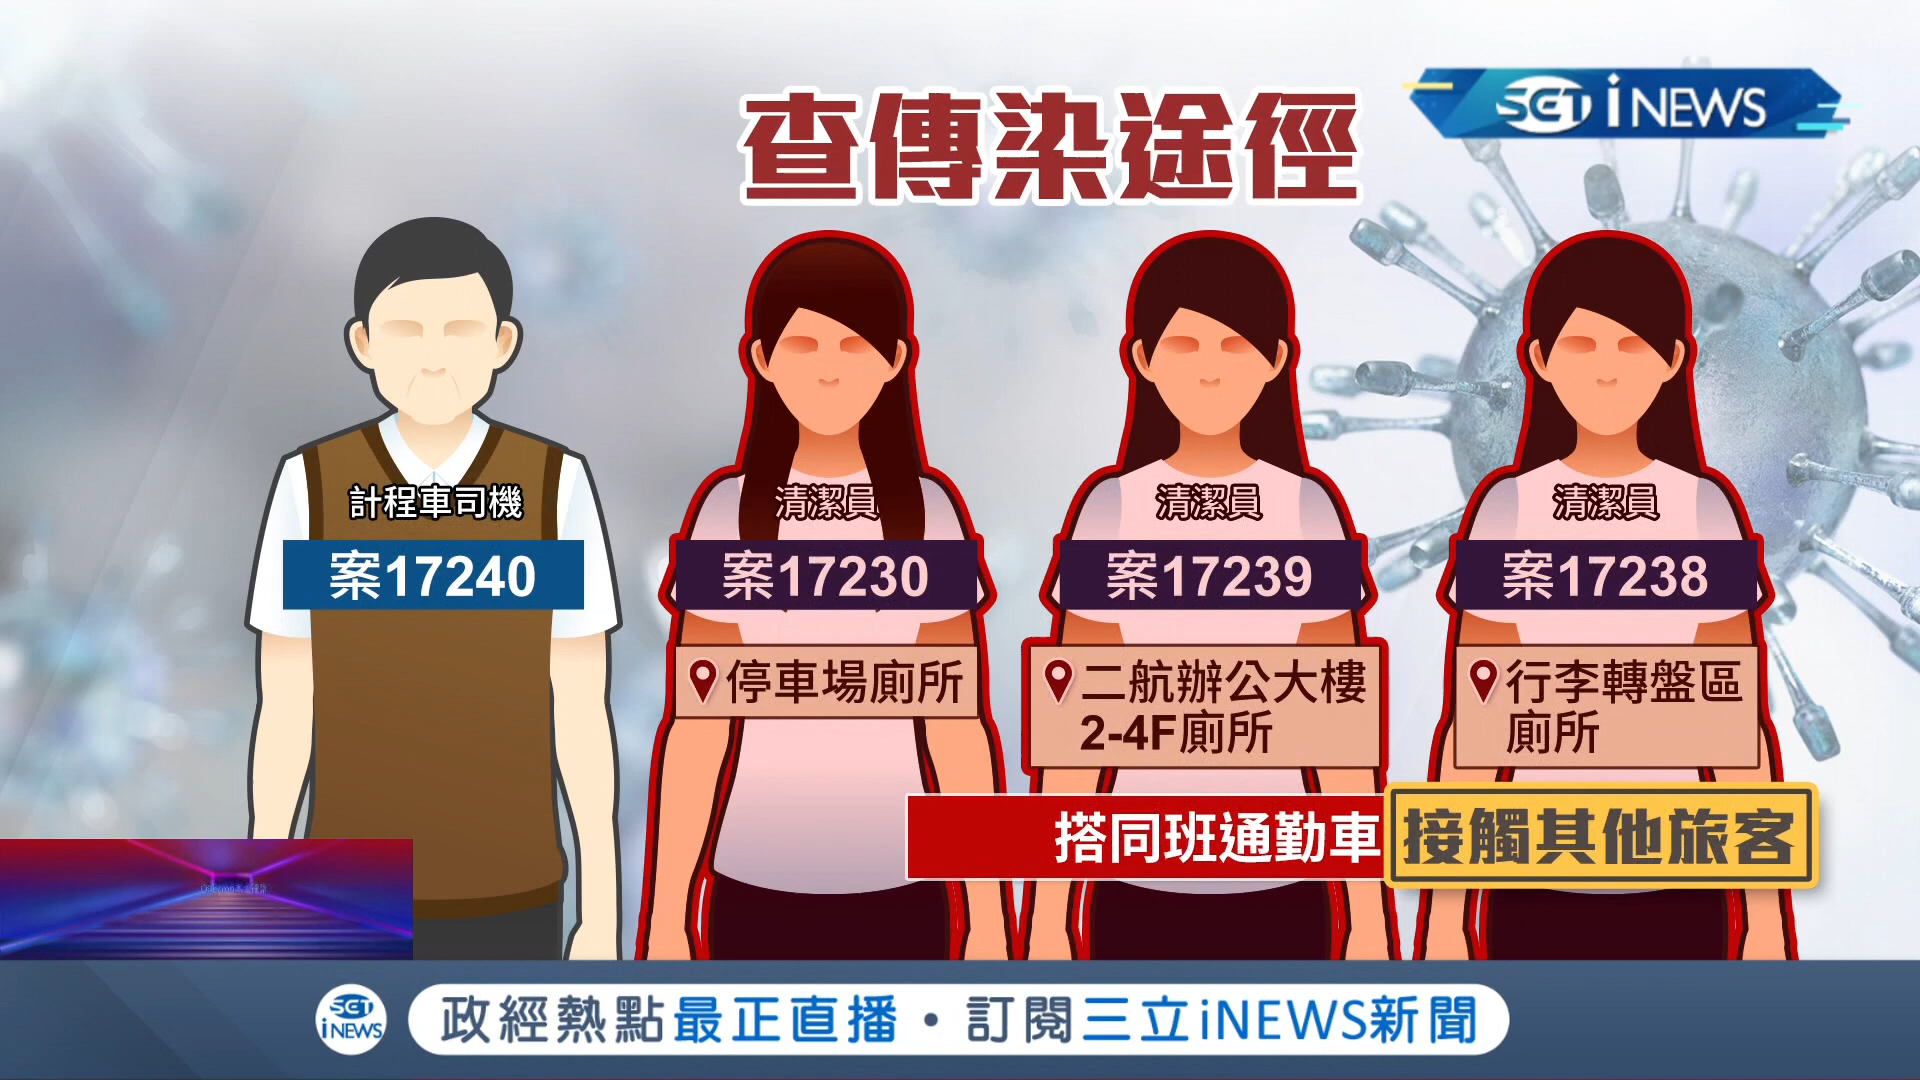 查傳染途徑
SET iNEWS
計程車司機
案17240
清潔員
案17230
停車場廁所
清潔員
案17239
二航辦公大樓
2-4F廁所
清潔員
案17238
行李轉盤區
廁所
搭同班通勤車
接觸其他旅客
SET
iNEWS
政經熱點最正直播・訂閱三立iNEWS新聞